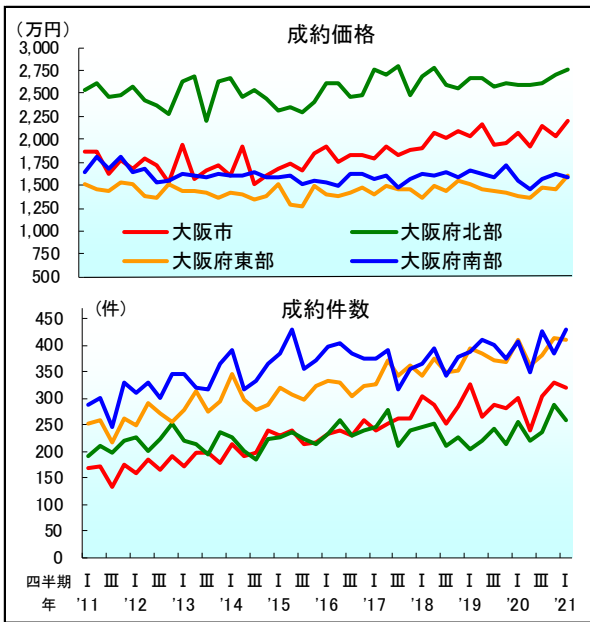 (万円)
成約価格
3,000
2,750
2,500
2,250
2,000
1,750
1,500
1,250
1,000
750
500
大阪市
大阪府北部
大阪府東部
大阪府南部
(件)
成約件数
450
400
350
300
250
200
150
100
50
0
四半期 Ⅰ Ⅲ Ⅰ Ⅲ Ⅰ Ⅲ Ⅰ Ⅲ Ⅰ Ⅲ Ⅰ Ⅲ Ⅰ Ⅲ Ⅰ Ⅲ Ⅰ Ⅲ Ⅰ Ⅲ Ⅰ
年 '11 '12 '13 '14 '15 '16 '17 '18 '19 '20 '21